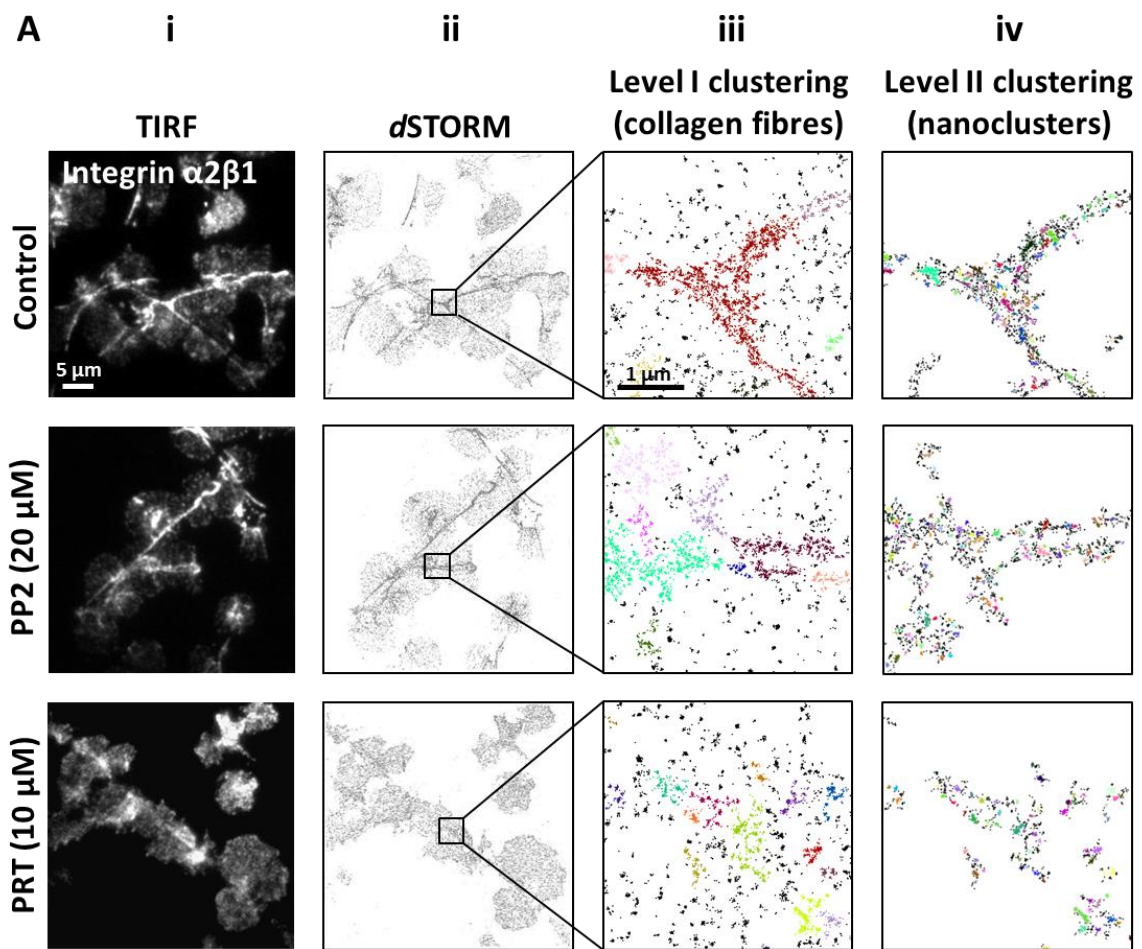 A
i
ii
iii
iv
TIRF
dSTORM
Level I clustering
(collagen fibres)
Level II clustering
(nanoclusters)
Control
Integrin α2β1
5 µm
1 µm
PP2 (20 µM)
PRT (10 µM)